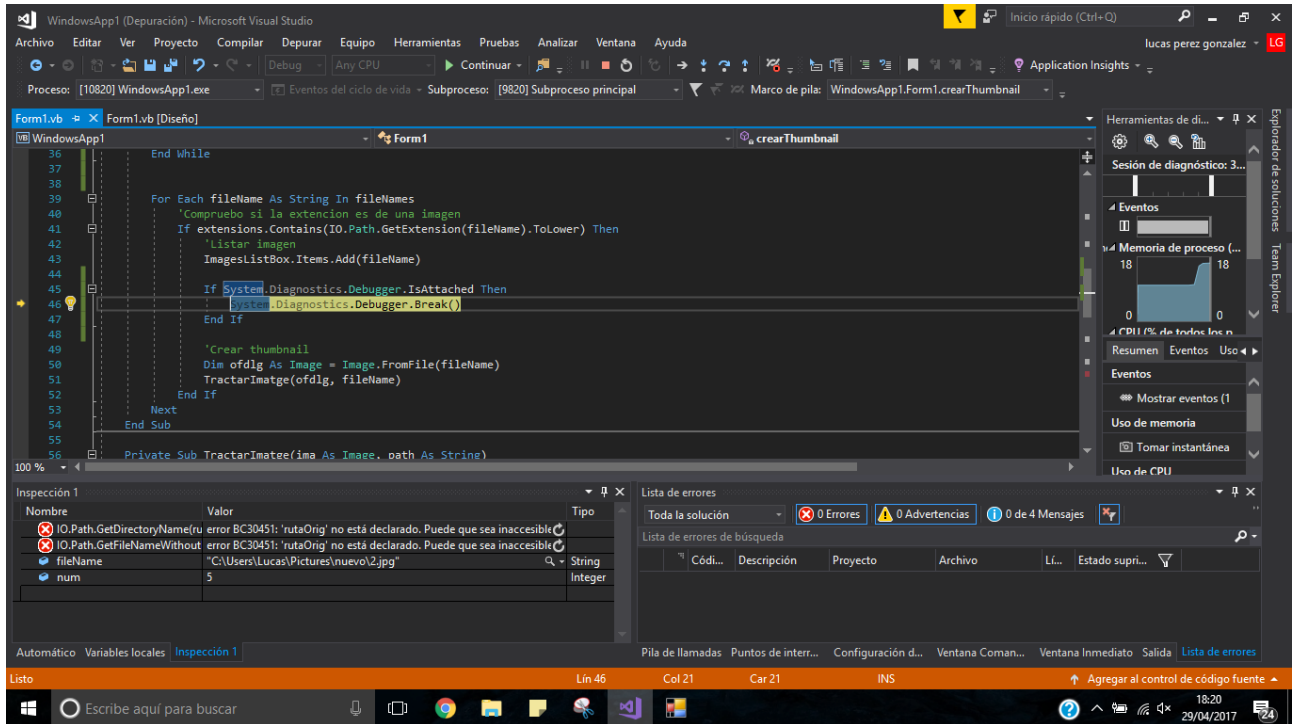 WindowsApp1 (Depuración) - Microsoft Visual Studio
Inicio rápido (Ctrl+Q)
Archivo Editar Ver Proyecto Compilar Depurar Equipo Herramientas Pruebas Analizar Ventana Ayuda
lucas perez gonzalez LG
Debug Any CPU Continuar Application Insights
Proceso: [10820] WindowsApp1.exe Eventos del ciclo de vida Subproceso: [9820] Subproceso principal Marco de pila: WindowsApp1.Form1.crearThumbnail
Form1.vb Form1.vb [Diseño]
VB WindowsApp1 Form1 crearThumbnail
36 End While
37
38
39 For Each fileName As String In fileNames
40 'Compruebo si la extencion es de una imagen
41 If extensions.Contains(IO.Path.GetExtension(fileName).ToLower) Then
42 'Listar imagen
43 ImagesListBox.Items.Add(fileName)
44
45 If System.Diagnostics.Debugger.IsAttached Then
46 System.Diagnostics.Debugger.Break()
47 End If
48
49 'Crear thumbnail
50 Dim ofdlg As Image = Image.FromFile(fileName)
51 TractarImatge(ofdlg, fileName)
52 End If
53 Next
54 End Sub
55
56 Private Sub TractarImatge(ima As Image, path As String)
100 %
Herramientas de di...
Sesión de diagnóstico: 3...
Eventos
Memoria de proceso (...
18 18
0 0
CPU (% de todos los p
Resumen Eventos Uso
Eventos
Mostrar eventos (1
Uso de memoria
Tomar instantánea
Uso de CPU
Explorador de soluciones
Team Explorer
Inspección 1
Nombre Valor Tipo
IO.Path.GetDirectoryName(ru error BC30451: 'rutaOrig' no está declarado. Puede que sea inaccesible
IO.Path.GetFileNameWithout error BC30451: 'rutaOrig' no está declarado. Puede que sea inaccesible
fileName "C:\Users\Lucas\Pictures\nuevo\2.jpg" String
num 5 Integer
Automático Variables locales Inspección 1
Lista de errores
Toda la solución 0 Errores 0 Advertencias 0 de 4 Mensajes
Lista de errores de búsqueda
Códi... Descripción Proyecto Archivo Lí... Estado supri...
Pila de llamadas Puntos de interr... Configuración d... Ventana Coman... Ventana Inmediato Salida Lista de errores
Listo Lín 46 Col 21 Car 21 INS Agregar al control de código fuente
Escribe aquí para buscar
18:20
29/04/2017
24